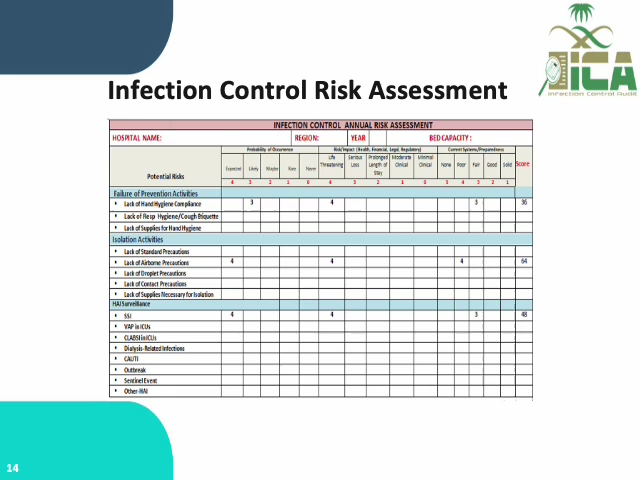 iCA
Infection Control Audit
Infection Control Risk Assessment
INFECTION CONTROL ANNUAL RISK ASSESSMENT
HOSPITAL NAME: REGION: YEAR BED CAPACITY :
Potential Risks Probability of Occurrence Risk/Impact (Health, Financial, Legal, Regulatory) Current Systems/Preparedness Score
Expected Likely Maybe Rare Never Life Threatening Serious Loss Prolonged Length of Stay Moderate Clinical Minimal Clinical None Poor Fair Good Solid
4 3 2 1 0 4 3 2 1 0 5 4 3 2 1
Failure of Prevention Activities
• Lack of Hand Hygiene Compliance 3 4 3 36
• Lack of Resp Hygiene/Cough Etiquette
• Lack of Supplies for Hand Hygiene
Isolation Activities
• Lack of Standard Precautions
• Lack of Airborne Precautions 4 4 4 64
• Lack of Droplet Precautions
• Lack of Contact Precautions
• Lack of Supplies Necessary for Isolation
HAI Surveillance
• SSI 4 4 3 48
• VAP in ICUs
• CLABSI in ICUs
• Dialysis-Related Infections
• CAUTI
• Outbreak
• Sentinel Event
• Other-HAI
14